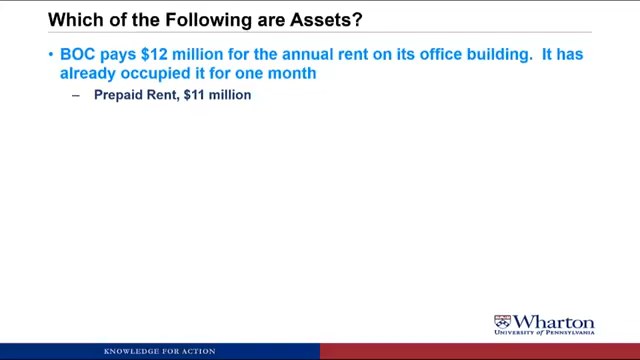 Which of the Following are Assets?
• BOC pays $12 million for the annual rent on its office building. It has
already occupied it for one month
– Prepaid Rent, $11 million
Wharton
UNIVERSITY of PENNSYLVANIA
KNOWLEDGE FOR ACTION